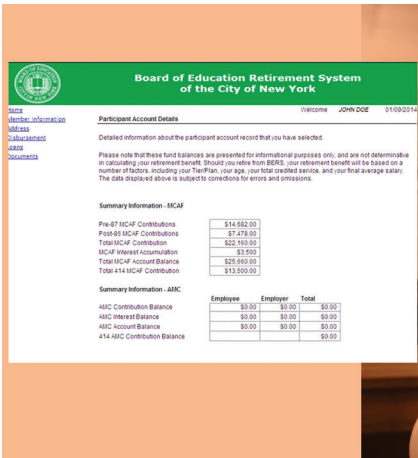 Board of Education Retirement System
of the City of New York
Welcome JOHN DOE 01/09/2014
Home
Member Information
Address
Disbursement
Loans
Documents
Participant Account Details
Detailed information about the participant account record that you have selected.
Please note that these fund balances are presented for informational purposes only, and are not determinative
in calculating your retirement benefit. Should you retire from BERS, your retirement benefit will be based on a
number of factors, including your Tier/Plan, your age, your total credited service, and your final average salary.
The data displayed above is subject to corrections for errors and omissions.
Summary Information - MCAF
Pre-87 MCAF Contributions $14,682.00
Post-86 MCAF Contributions $7,478.00
Total MCAF Contribution $22,160.00
MCAF Interest Accumulation $3,500
Total MCAF Account Balance $25,660.00
Total 414 MCAF Contribution $13,500.00
Summary Information - AMC
Employee Employer Total
AMC Contribution Balance $0.00 $0.00 $0.00
AMC Interest Balance $0.00 $0.00 $0.00
AMC Account Balance $0.00 $0.00 $0.00
414 AMC Contribution Balance $0.00